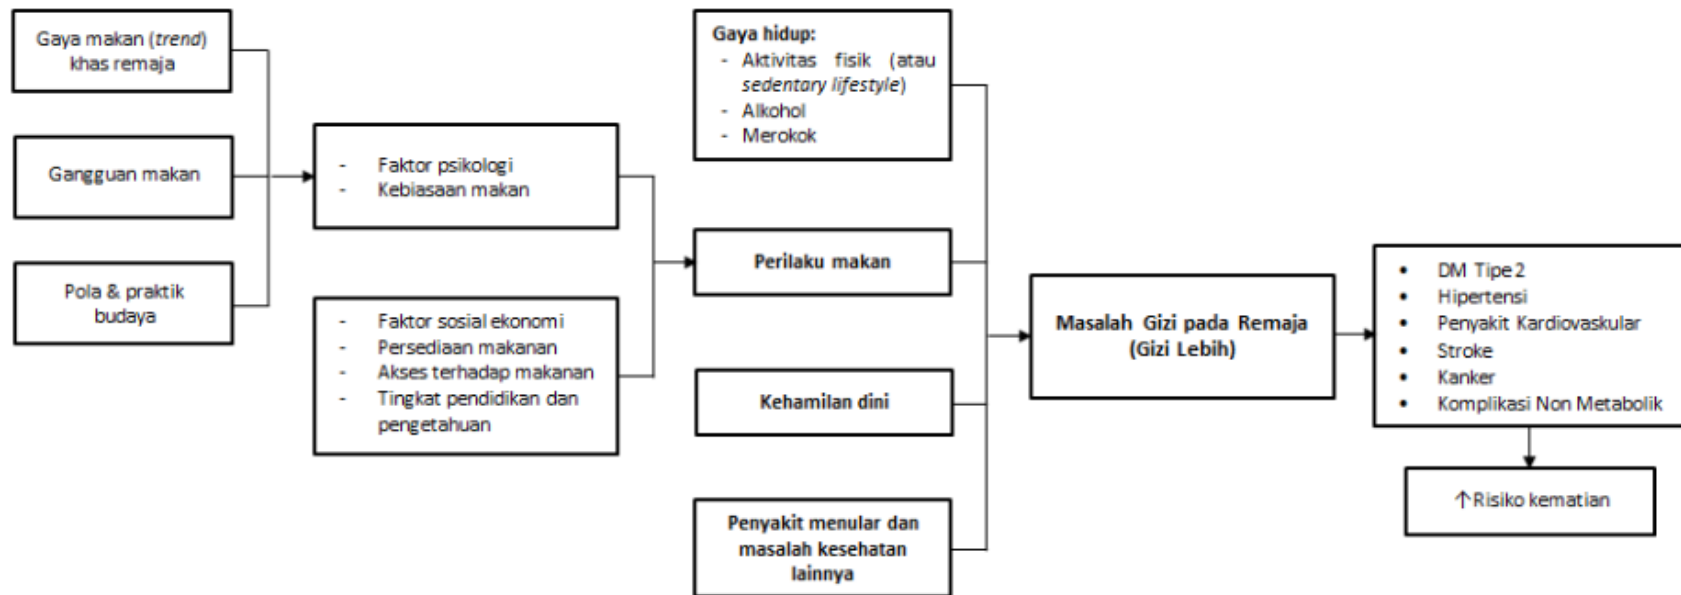 Gaya makan (trend)
khas remaja
Gangguan makan
Pola & praktik
budaya
- Faktor psikologi
- Kebiasaan makan
- Faktor sosial ekonomi
- Persediaan makanan
- Akses terhadap makanan
- Tingkat pendidikan dan
pengetahuan
Gaya hidup:
- Aktivitas fisik (atau
sedentary lifestyle)
- Alkohol
- Merokok
Perilaku makan
Kehamilan dini
Penyakit menular dan
masalah kesehatan
lainnya
Masalah Gizi pada Remaja
(Gizi Lebih)
• DM Tipe 2
• Hipertensi
• Penyakit Kardiovaskular
• Stroke
• Kanker
• Komplikasi Non Metabolik
↑Risiko kematian